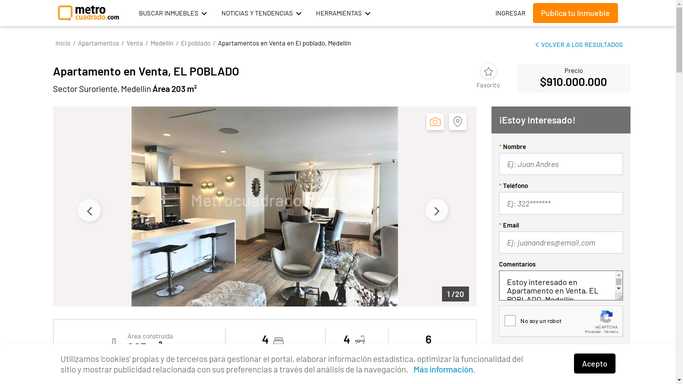 metro
cuadrado.com
BUSCAR INMUEBLES
NOTICIAS Y TENDENCIAS
HERRAMIENTAS
INGRESAR
Publica tu Inmueble
Inicio / Apartamentos / Venta / Medellín / El poblado / Apartamentos en Venta en El poblado, Medellín
VOLVER A LOS RESULTADOS
Apartamento en Venta, EL POBLADO
Sector Suroriente, Medellín Área 203 m²
Favorito
Precio
$910.000.000
Metrocuadrado.com
1 / 20
¡Estoy Interesado!
* Nombre
Ej: Juan Andres
* Teléfono
Ej: 322*******
* Email
Ej: juanandres@email.com
Comentarios
Estoy interesado en
Apartamento en Venta, EL
POBLADO, Medellín
No soy un robot
reCAPTCHA
Privacidad - Términos
Área construida
4
4
6
Utilizamos 'cookies' propias y de terceros para gestionar el portal, elaborar información estadística, optimizar la funcionalidad del
sitio y mostrar publicidad relacionada con sus preferencias a través del análisis de la navegación. Más información.
Acepto